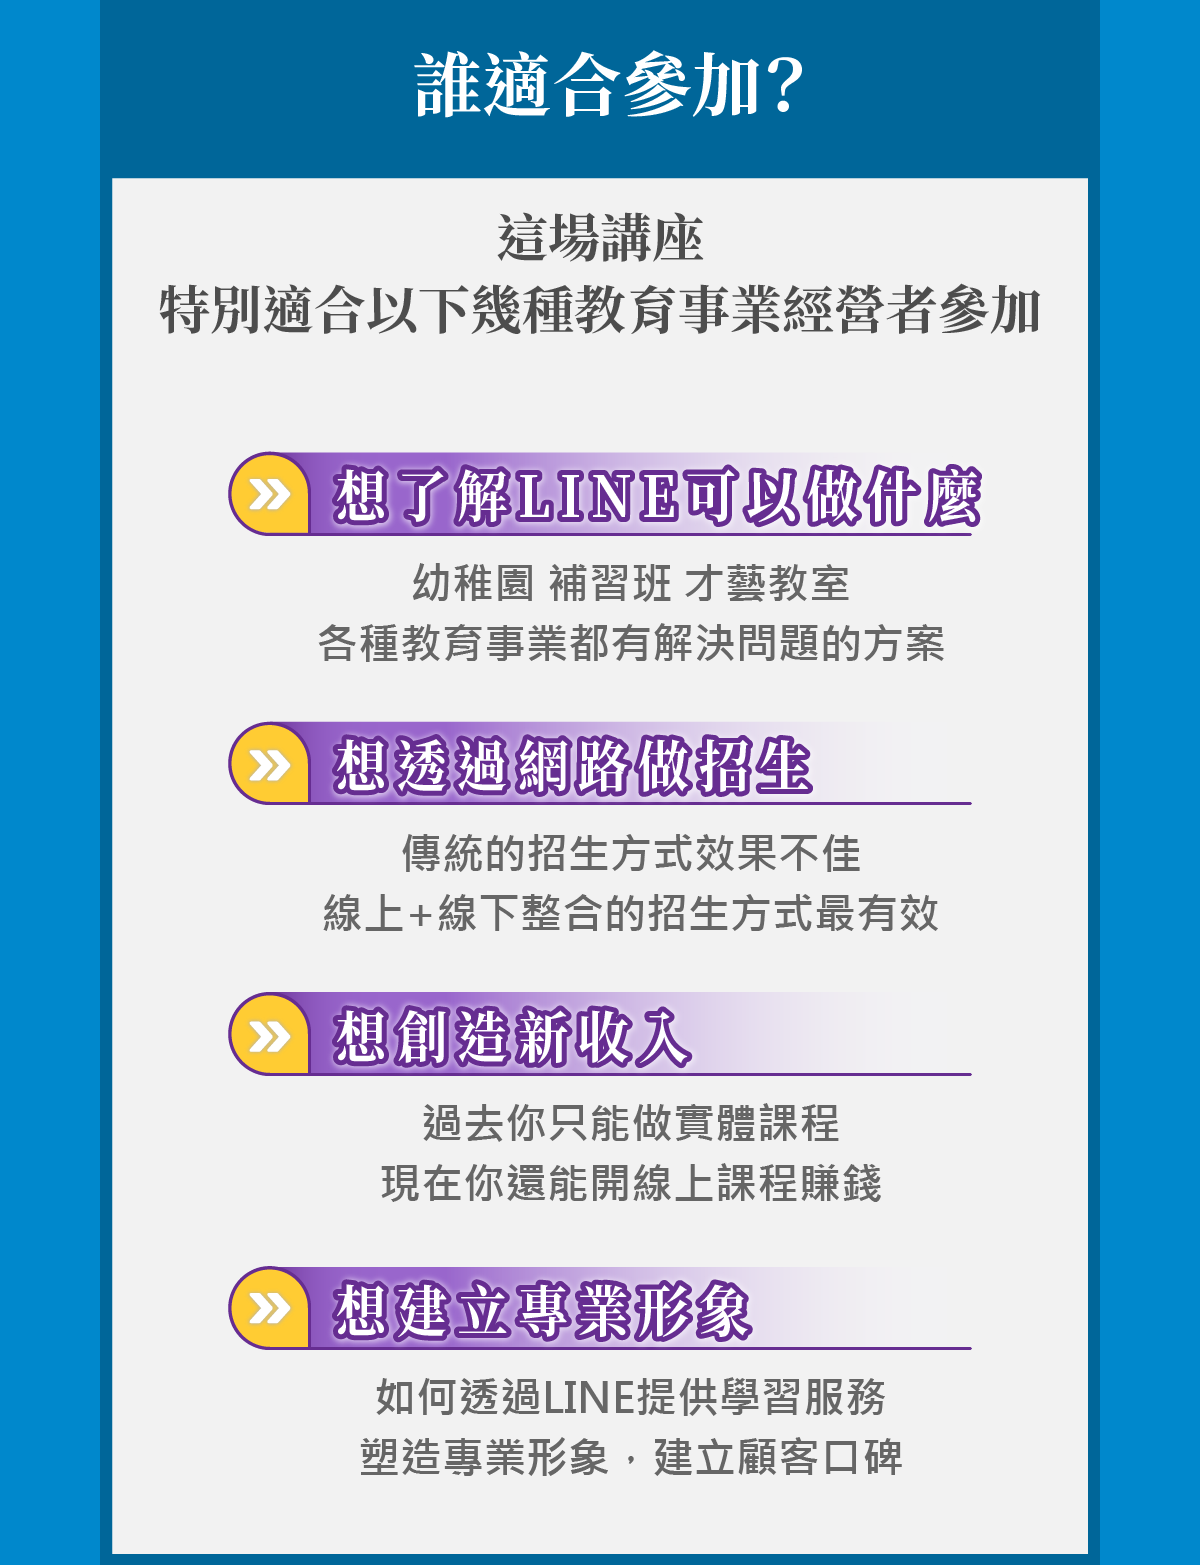 誰適合參加?
這場講座
特別適合以下幾種教育事業經營者參加
想了解LINE可以做什麼
幼稚園 補習班 才藝教室
各種教育事業都有解決問題的方案
想透過網路做招生
傳統的招生方式效果不佳
線上+線下整合的招生方式最有效
想創造新收入
過去你只能做實體課程
現在你還能開線上課程賺錢
想建立專業形象
如何透過LINE提供學習服務
塑造專業形象，建立顧客口碑